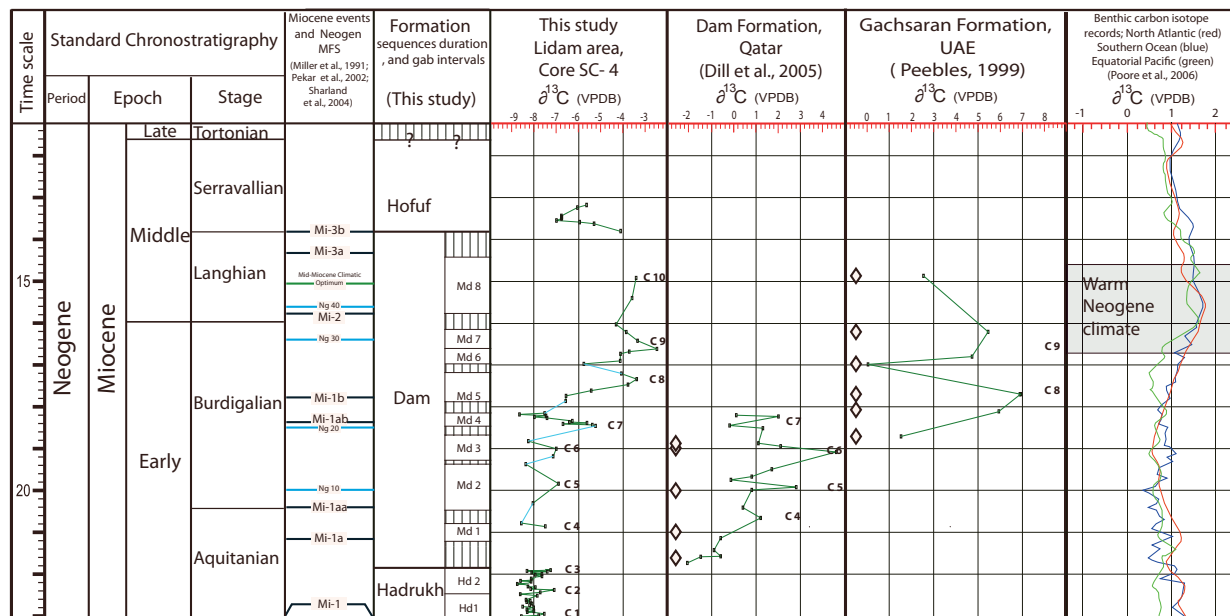 Time scale
Standard Chronostratigraphy
Period
Epoch
Stage
Miocene events
and Neogen
MFS
(Miller et al., 1991;
Pekar et al., 2002;
Sharland
et al., 2004)
Formation
sequences duration
, and gab intervals
(This study)
This study
Lidam area,
Core SC- 4
∂13C (VPDB)
Dam Formation,
Qatar
(Dill et al., 2005)
∂13C (VPDB)
Gachsaran Formation,
UAE
( Peebles, 1999)
∂13C (VPDB)
Benthic carbon isotope
records; North Atlantic (red)
Southern Ocean (blue)
Equatorial Pacific (green)
(Poore et al., 2006)
∂13C (VPDB)
-9 -8 -7 -6 -5 -4 -3
-2 -1 0 1 2 3 4
0 1 2 3 4 5 6 7 8
-1 0 1 2
15
20
Neogene
Miocene
Late
Middle
Early
Tortonian
Serravallian
Langhian
Burdigalian
Aquitanian
Mi-3b
Mi-3a
Mid-Miocene Climatic
Optimum
Ng 40
Mi-2
Ng 30
Mi-1b
Mi-1ab
Ng 20
Ng 10
Mi-1aa
Mi-1a
Mi-1
? ?
Hofuf
Dam
Hadrukh
Md 8
Md 7
Md 6
Md 5
Md 4
Md 3
Md 2
Md 1
Hd 2
Hd1
C 10
C 9
C 8
C 7
C 6
C 5
C 4
C 3
C 2
C 1
C 7
C 6
C 5
C 4
C 9
C 8
Warm
Neogene
climate